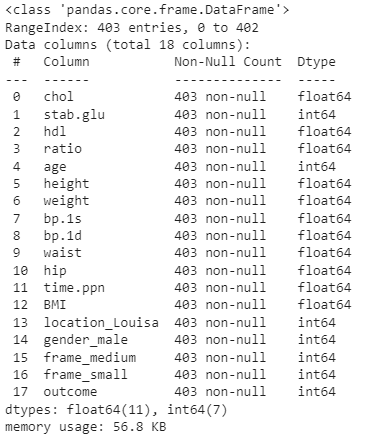 <class 'pandas.core.frame.DataFrame'>
RangeIndex: 403 entries, 0 to 402
Data columns (total 18 columns):
 #   Column           Non-Null Count  Dtype
---  ------           --------------  -----
 0   chol             403 non-null    float64
 1   stab.glu         403 non-null    int64
 2   hdl              403 non-null    float64
 3   ratio            403 non-null    float64
 4   age              403 non-null    int64
 5   height           403 non-null    float64
 6   weight           403 non-null    float64
 7   bp.1s            403 non-null    float64
 8   bp.1d            403 non-null    float64
 9   waist            403 non-null    float64
 10  hip              403 non-null    float64
 11  time.ppn         403 non-null    float64
 12  BMI              403 non-null    float64
 13  location_Louisa  403 non-null    int64
 14  gender_male      403 non-null    int64
 15  frame_medium     403 non-null    int64
 16  frame_small      403 non-null    int64
 17  outcome          403 non-null    int64
dtypes: float64(11), int64(7)
memory usage: 56.8 KB